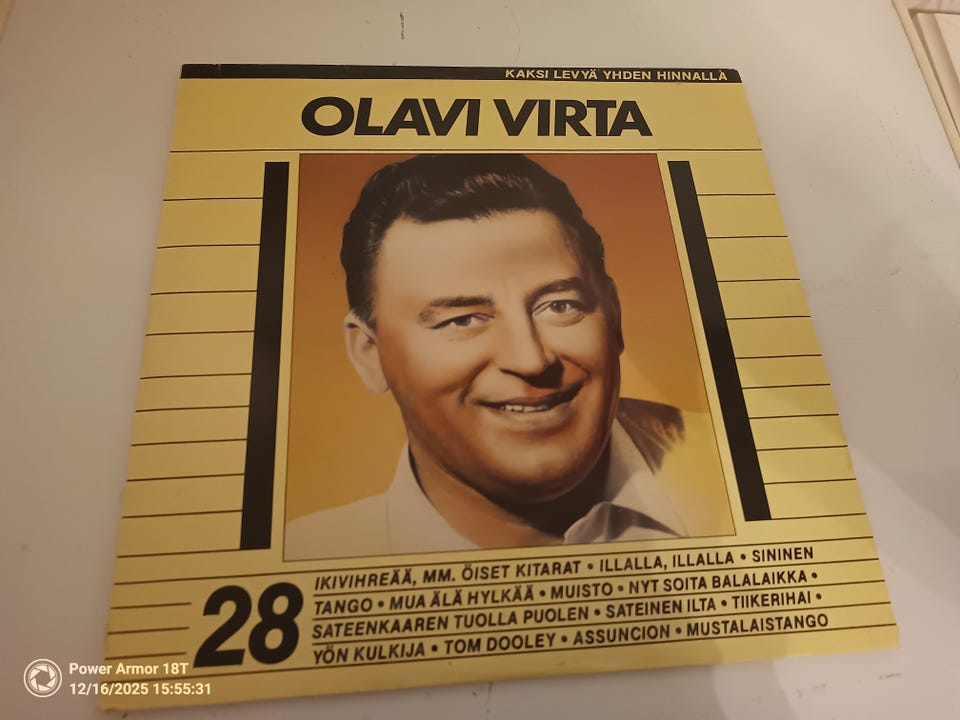 KAKSI LEVYÄ YHDEN HINNALLA
OLAVI VIRTA
28
IKIVIHREÄÄ, MM. ÖISET KITARAT • ILLALLA, ILLALLA • SININEN
TANGO • MUA ÄLÄ HYLKÄÄ • MUISTO • NYT SOITA BALALAIKKA •
SATEENKAAREN TUOLLA PUOLEN • SATEINEN ILTA • TIIKERIHAI •
YÖN KULKIJA • TOM DOOLEY • ASSUNCION • MUSTALAISTANGO
Power Armor 18T
12/16/2025 15:55:31